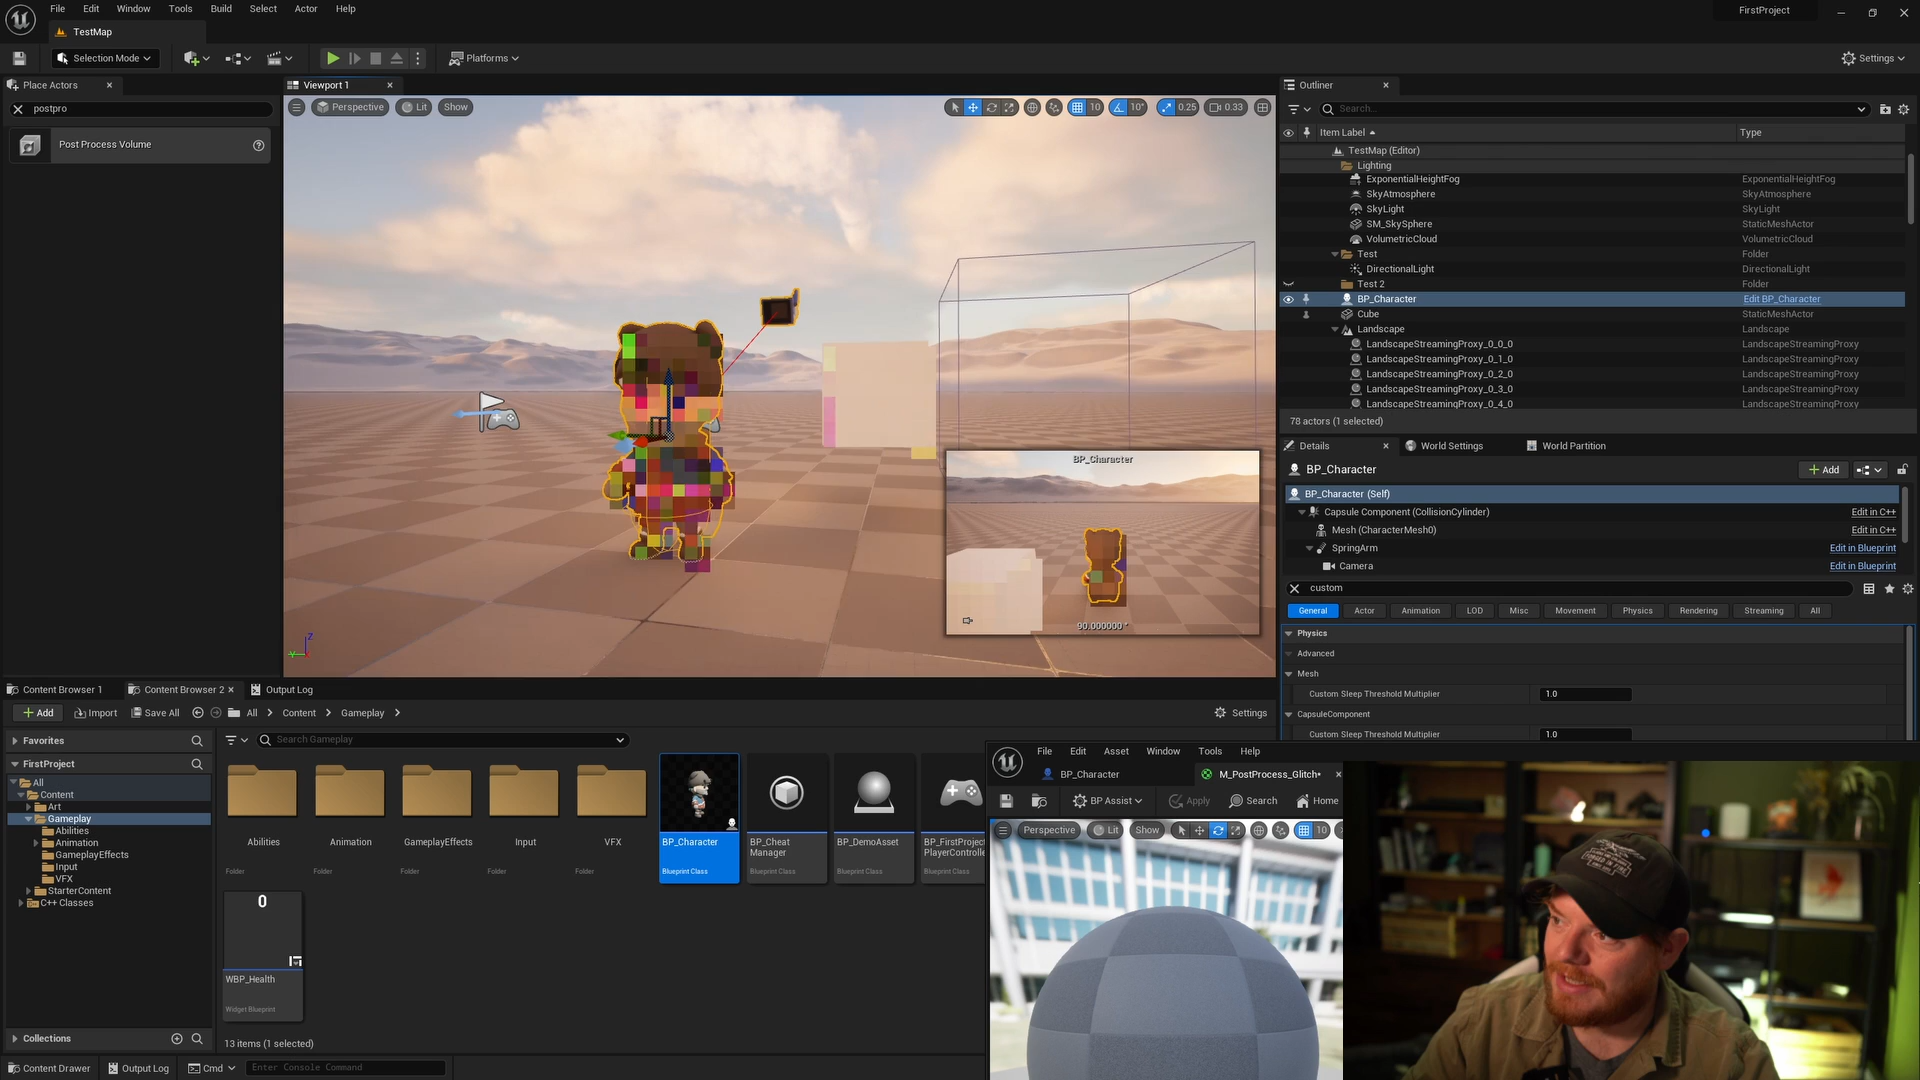 File Edit Window Tools Build Select Actor Help
FirstProject
TestMap
Selection Mode
Platforms
Settings
Place Actors
postpro
Post Process Volume
Viewport 1
Perspective Lit Show
10 10° 0.25 0.33
BP_Character
90.000000 °
Outliner
Search...
Item Label Type
TestMap (Editor)
Lighting
ExponentialHeightFog ExponentialHeightFog
SkyAtmosphere SkyAtmosphere
SkyLight SkyLight
SM_SkySphere StaticMeshActor
VolumetricCloud VolumetricCloud
Test Folder
DirectionalLight DirectionalLight
Test 2 Folder
BP_Character Edit BP_Character
Cube StaticMeshActor
Landscape Landscape
LandscapeStreamingProxy_0_0_0 LandscapeStreamingProxy
LandscapeStreamingProxy_0_1_0 LandscapeStreamingProxy
LandscapeStreamingProxy_0_2_0 LandscapeStreamingProxy
LandscapeStreamingProxy_0_3_0 LandscapeStreamingProxy
LandscapeStreamingProxy_0_4_0 LandscapeStreamingProxy
78 actors (1 selected)
Details World Settings World Partition
BP_Character
Add
BP_Character (Self)
Capsule Component (CollisionCylinder) Edit in C++
Mesh (CharacterMesh0) Edit in C++
SpringArm Edit in Blueprint
Camera Edit in Blueprint
custom
General Actor Animation LOD Misc Movement Physics Rendering Streaming All
Physics
Advanced
Mesh
Custom Sleep Threshold Multiplier 1.0
CapsuleComponent
Custom Sleep Threshold Multiplier 1.0
Content Browser 1 Content Browser 2 Output Log
Add Import Save All All Content Gameplay
Settings
Favorites
FirstProject
All
Content
Art
Gameplay
Abilities
Animation
GameplayEffects
Input
VFX
StarterContent
C++ Classes
Collections
Search Gameplay
Abilities
Folder
Animation
Folder
GameplayEffects
Folder
Input
Folder
VFX
Folder
BP_Character
Blueprint Class
BP_Cheat
Manager
Blueprint Class
BP_DemoAsset
Blueprint Class
BP_FirstProject
PlayerController
Blueprint Class
0
WBP_Health
Widget Blueprint
13 items (1 selected)
File Edit Asset Window Tools Help
BP_Character M_PostProcess_Glitch*
BP Assist Apply Search Home
Perspective Lit Show 10
Content Drawer Output Log Cmd Enter Console Command